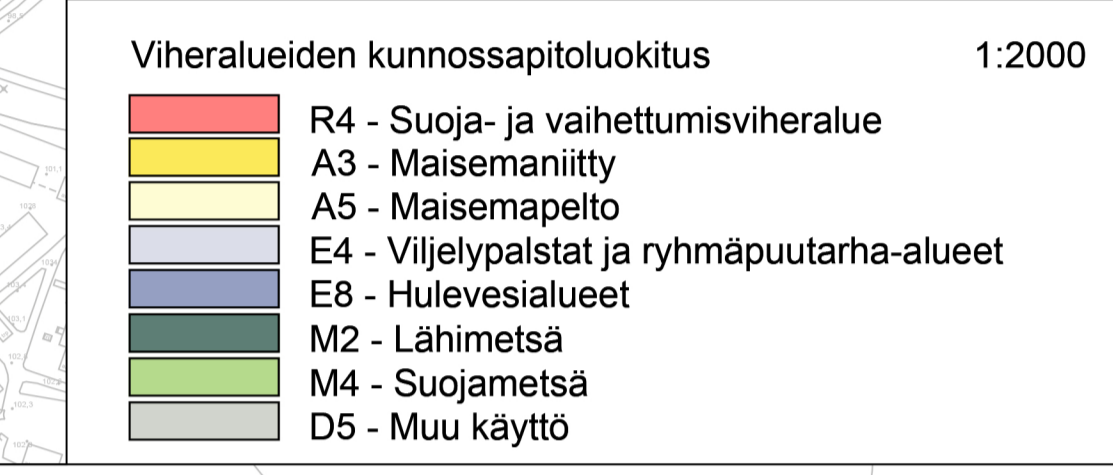 Viheralueiden kunnossapitoluokitus 1:2000
R4 - Suoja- ja vaihettumisviheralue
A3 - Maisemaniitty
A5 - Maisemapelto
E4 - Viljelypalstat ja ryhmäpuutarha-alueet
E8 - Hulevesialueet
M2 - Lähimetsä
M4 - Suojametsä
D5 - Muu käyttö